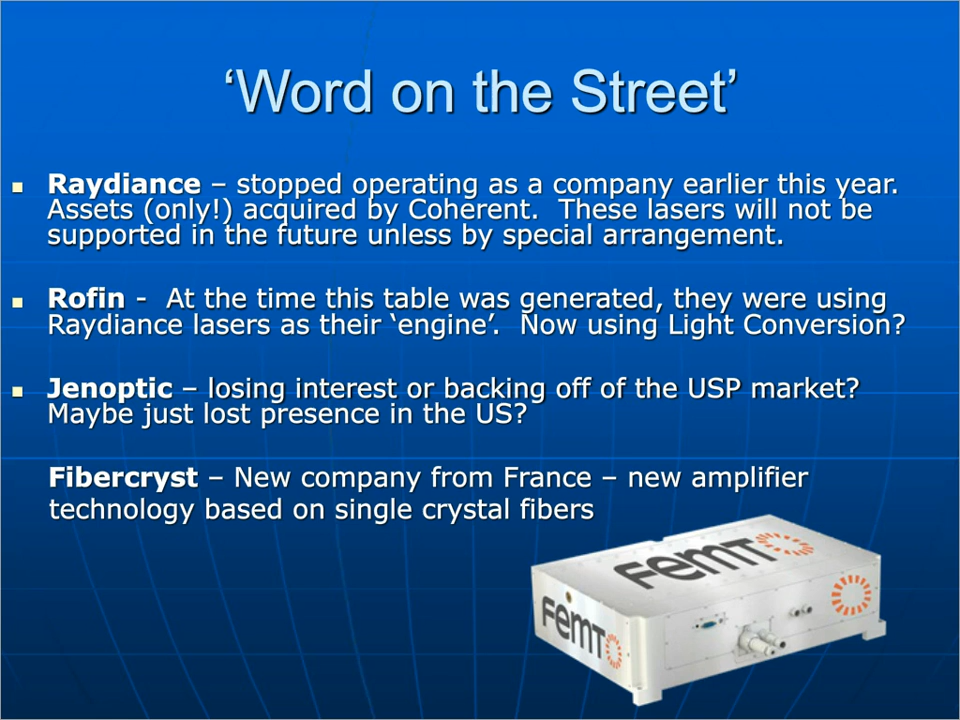 ‘Word on the Street’
Raydiance – stopped operating as a company earlier this year.
Assets (only!) acquired by Coherent.  These lasers will not be
supported in the future unless by special arrangement.
Rofin -  At the time this table was generated, they were using
Raydiance lasers as their ‘engine’.  Now using Light Conversion?
Jenoptic – losing interest or backing off of the USP market?
Maybe just lost presence in the US?
Fibercryst – New company from France – new amplifier
technology based on single crystal fibers
FemTO
FemTO